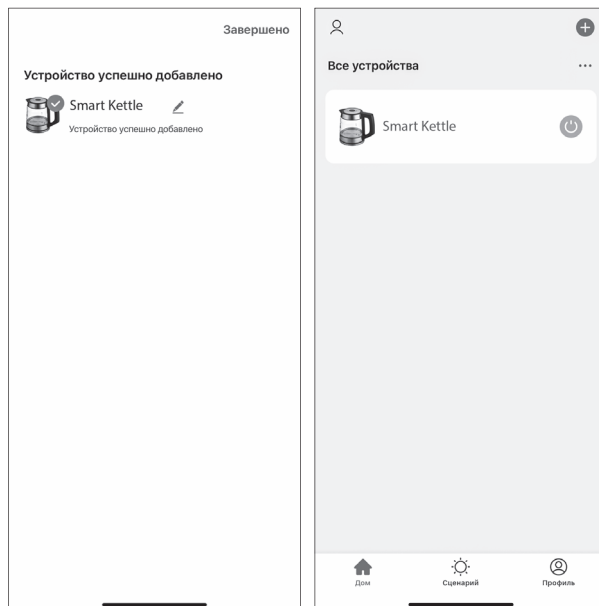 Завершено
Устройство успешно добавлено
Smart Kettle
Устройство успешно добавлено
Все устройства
Smart Kettle
Дом
Сценарий
Профиль